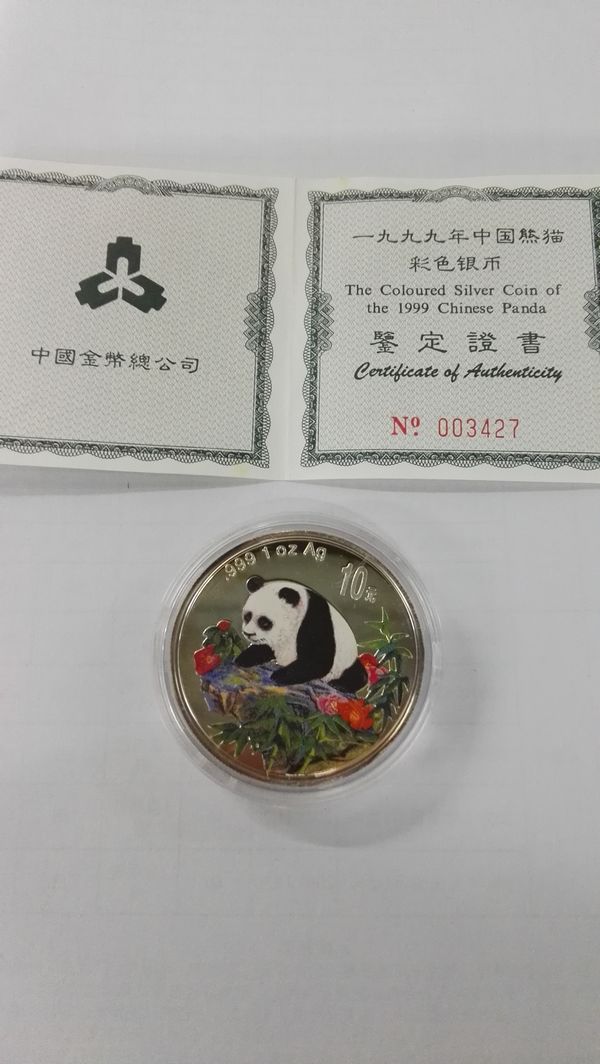 中國金幣總公司
一九九九年中国熊猫
彩色银币
The Coloured Silver Coin of
the 1999 Chinese Panda
鑒定證書
Certificate of Authenticity
Nº 003427
.999 1 oz Ag
10元